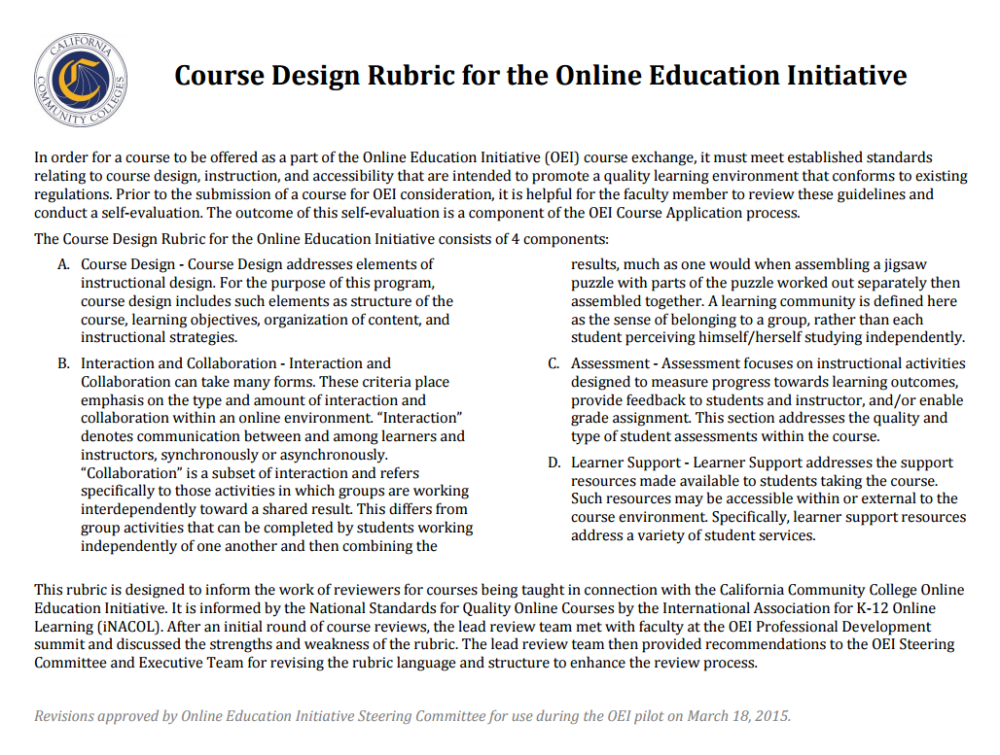 CALIFORNIA
COMMUNITY COLLEGES
Course Design Rubric for the Online Education Initiative
In order for a course to be offered as a part of the Online Education Initiative (OEI) course exchange, it must meet established standards
relating to course design, instruction, and accessibility that are intended to promote a quality learning environment that conforms to existing
regulations. Prior to the submission of a course for OEI consideration, it is helpful for the faculty member to review these guidelines and
conduct a self-evaluation. The outcome of this self-evaluation is a component of the OEI Course Application process.
The Course Design Rubric for the Online Education Initiative consists of 4 components:
A. Course Design - Course Design addresses elements of
instructional design. For the purpose of this program,
course design includes such elements as structure of the
course, learning objectives, organization of content, and
instructional strategies.
B. Interaction and Collaboration - Interaction and
Collaboration can take many forms. These criteria place
emphasis on the type and amount of interaction and
collaboration within an online environment. “Interaction”
denotes communication between and among learners and
instructors, synchronously or asynchronously.
“Collaboration” is a subset of interaction and refers
specifically to those activities in which groups are working
interdependently toward a shared result. This differs from
group activities that can be completed by students working
independently of one another and then combining the
results, much as one would when assembling a jigsaw
puzzle with parts of the puzzle worked out separately then
assembled together. A learning community is defined here
as the sense of belonging to a group, rather than each
student perceiving himself/herself studying independently.
C. Assessment - Assessment focuses on instructional activities
designed to measure progress towards learning outcomes,
provide feedback to students and instructor, and/or enable
grade assignment. This section addresses the quality and
type of student assessments within the course.
D. Learner Support - Learner Support addresses the support
resources made available to students taking the course.
Such resources may be accessible within or external to the
course environment. Specifically, learner support resources
address a variety of student services.
This rubric is designed to inform the work of reviewers for courses being taught in connection with the California Community College Online
Education Initiative. It is informed by the National Standards for Quality Online Courses by the International Association for K-12 Online
Learning (iNACOL). After an initial round of course reviews, the lead review team met with faculty at the OEI Professional Development
summit and discussed the strengths and weakness of the rubric. The lead review team then provided recommendations to the OEI Steering
Committee and Executive Team for revising the rubric language and structure to enhance the review process.
Revisions approved by Online Education Initiative Steering Committee for use during the OEI pilot on March 18, 2015.